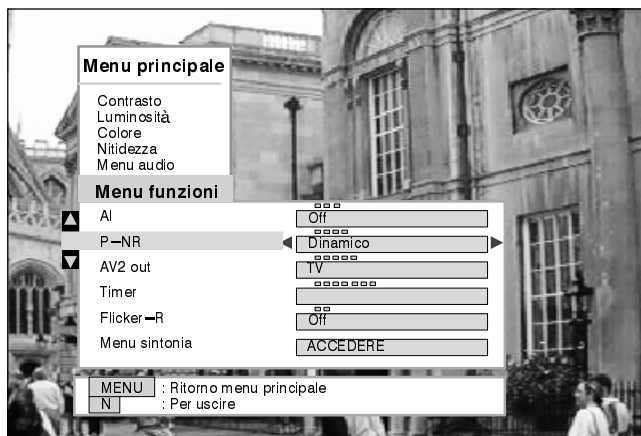 Menu principale
Contrasto
Luminosità
Colore
Nitidezza
Menu audio
Menu funzioni
AI Off
P–NR Dinamico
AV2 out TV
Timer
Flicker–R Off
Menu sintonia ACCEDERE
MENU : Ritorno menu principale
N : Per uscire